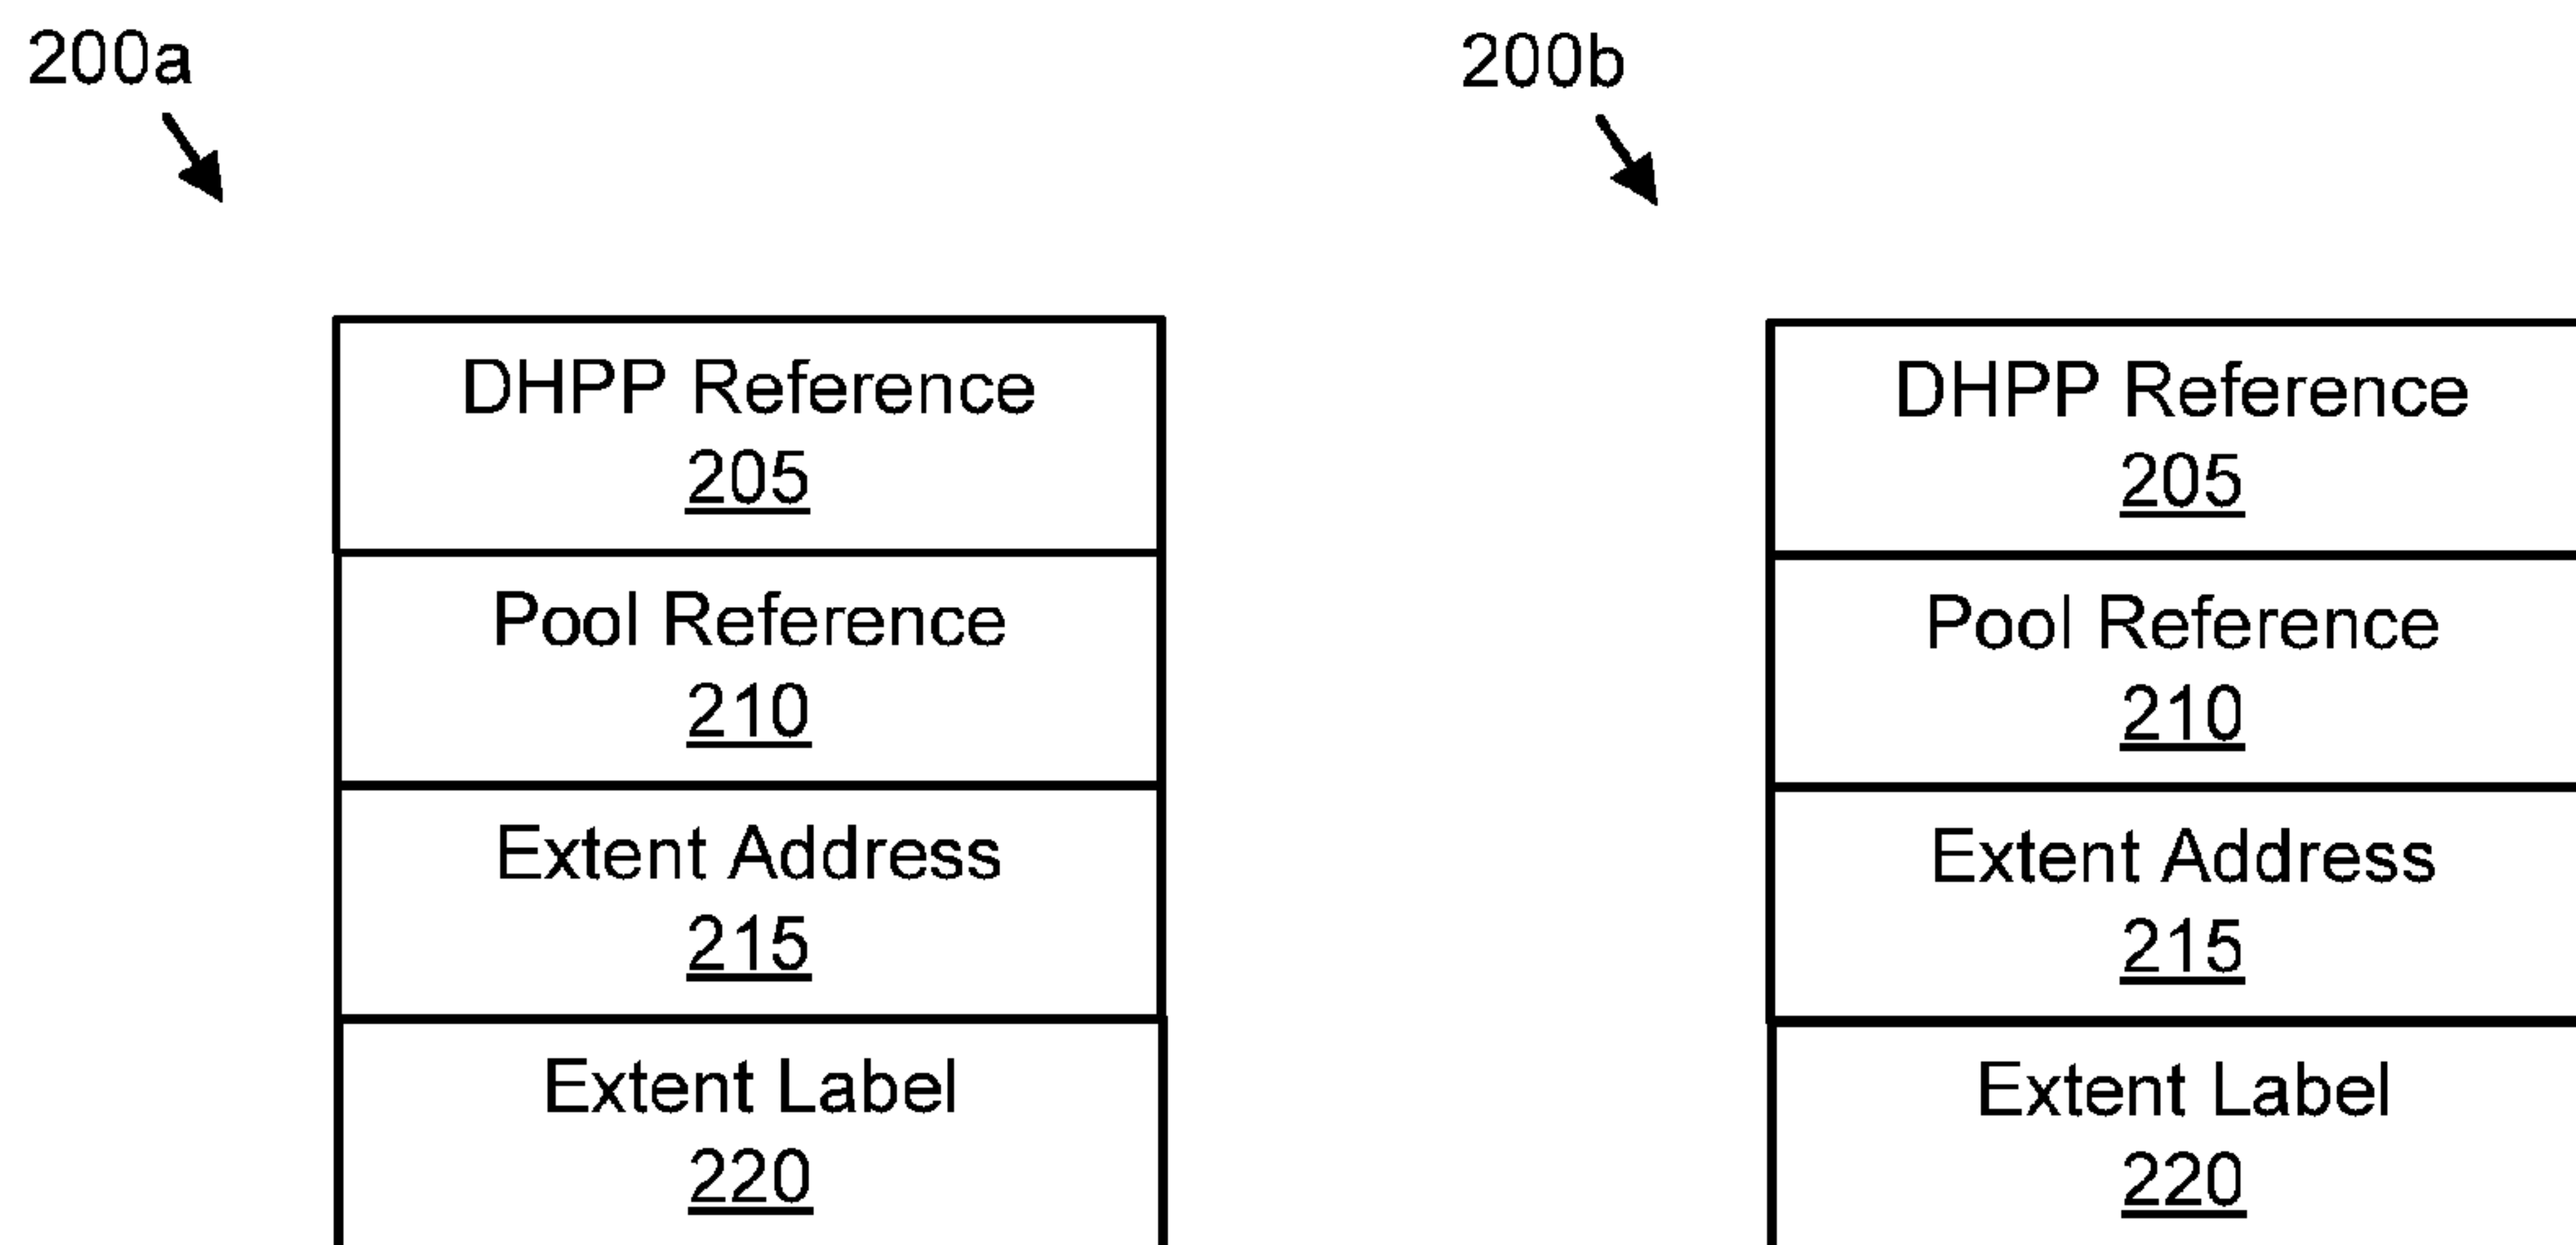 200a
DHPP Reference
205
Pool Reference
210
Extent Address
215
Extent Label
220
200b
DHPP Reference
205
Pool Reference
210
Extent Address
215
Extent Label
220